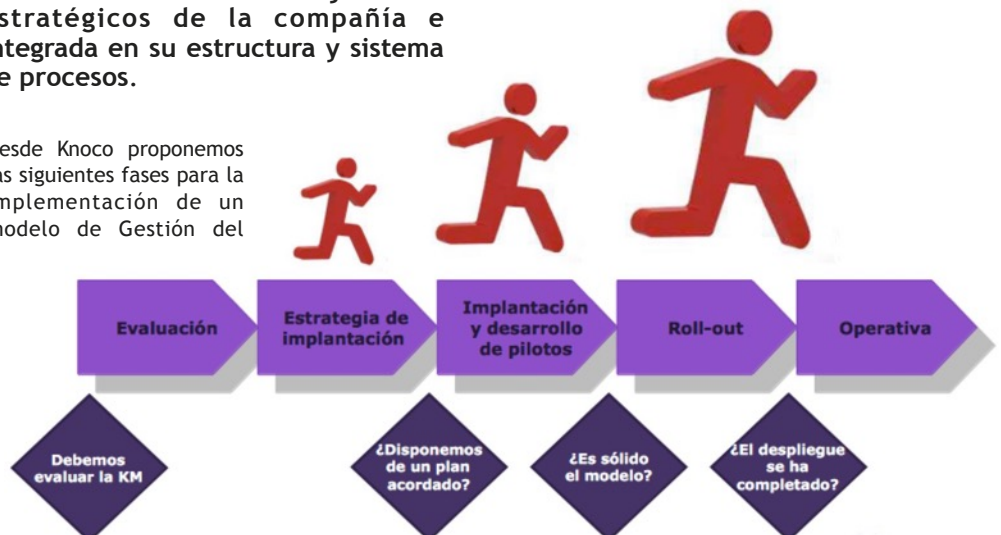 stratégicos de la compañía e
ntegrada en su estructura y sistema
e procesos.
esde Knoco proponemos
as siguientes fases para la
mplementación de un
odelo de Gestión del
Evaluación
Estrategia de
implantación
Implantación
y desarrollo
de pilotos
Roll-out
Operativa
Debemos
evaluar la KM
¿Disponemos
de un plan
acordado?
¿Es sólido
el modelo?
¿El despliegue
se ha
completado?